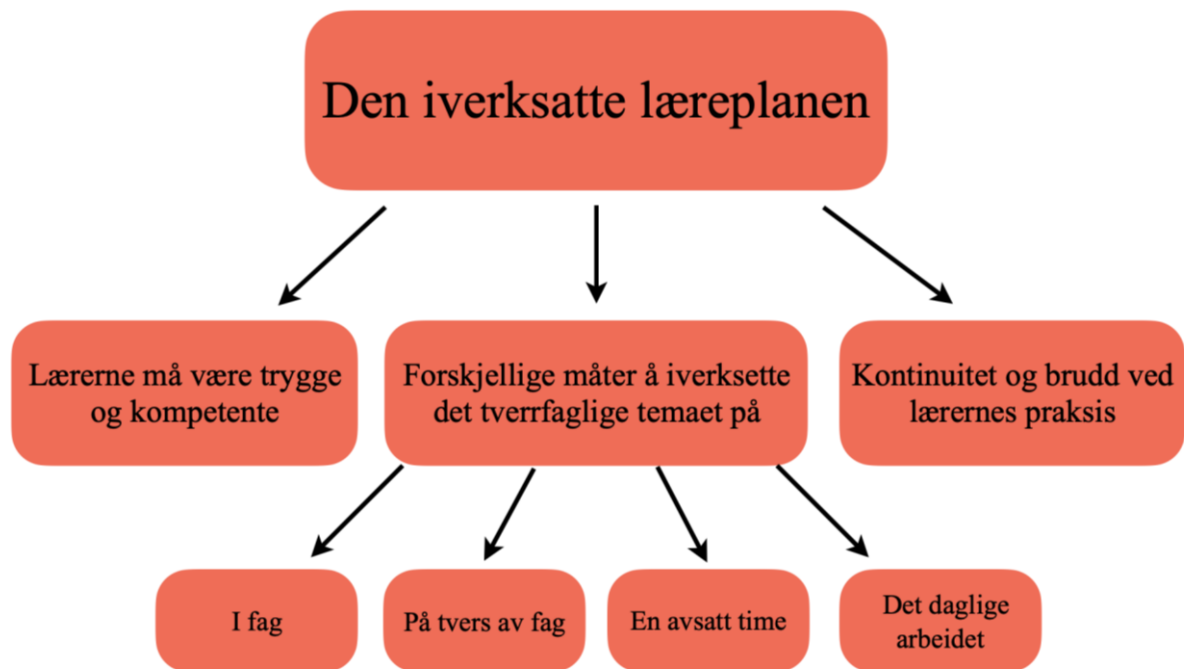 Den iverksatte læreplanen
Lærerne må være trygge
og kompetente
Forskjellige måter å iverksette
det tverrfaglige temaet på
Kontinuitet og brudd ved
lærernes praksis
I fag
På tvers av fag
En avsatt time
Det daglige
arbeidet